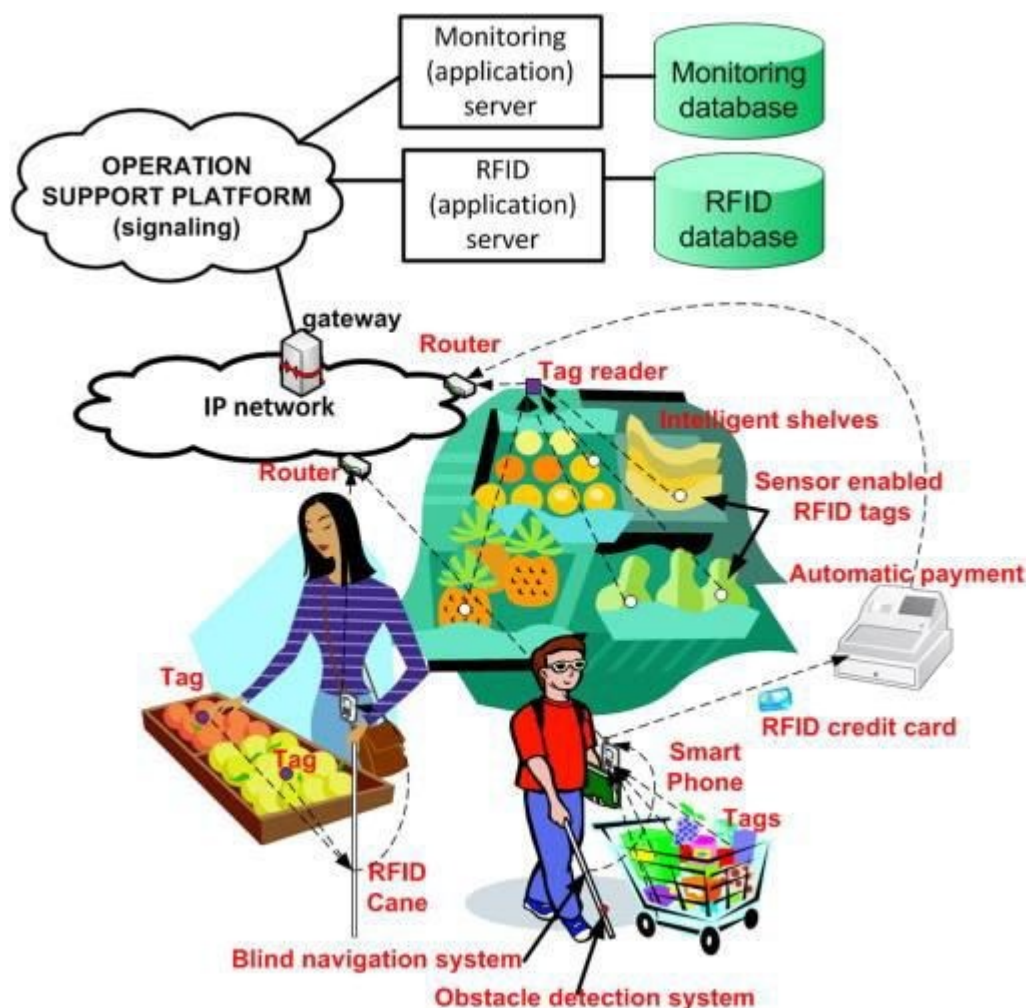 Monitoring
(application)
server
Monitoring
database
OPERATION
SUPPORT PLATFORM
(signaling)
RFID
(application)
server
RFID
database
gateway
Router
Tag reader
IP network
Intelligent shelves
Router
Sensor enabled
RFID tags
Automatic payment
Tag
RFID credit card
Tag
Smart
Phone
Tags
RFID
Cane
Blind navigation system
Obstacle detection system